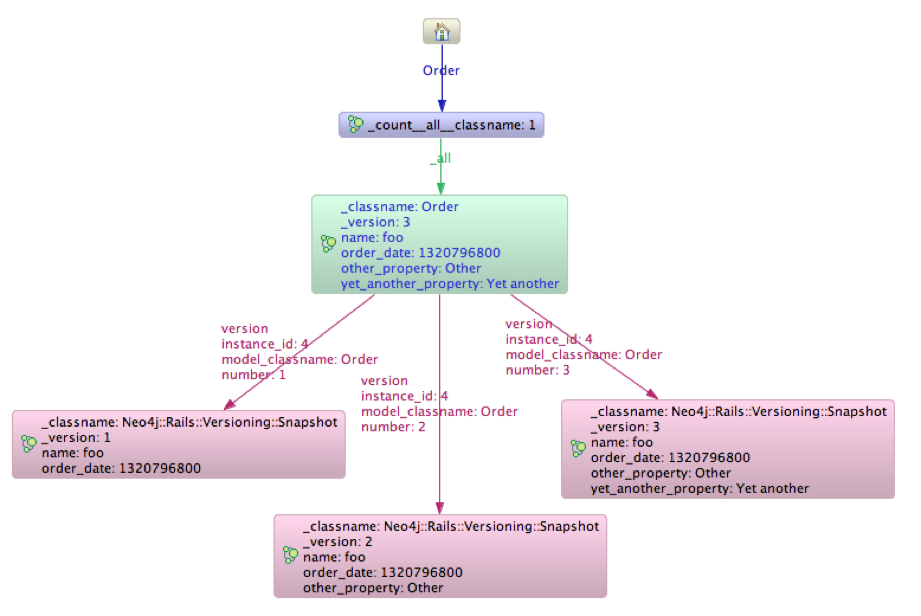 Order
_count__all__classname: 1
_all
_classname: Order
_version: 3
name: foo
order_date: 1320796800
other_property: Other
yet_another_property: Yet another
version
instance_id: 4
model_classname: Order
number: 1
version
instance_id: 4
model_classname: Order
number: 2
version
instance_id: 4
model_classname: Order
number: 3
_classname: Neo4j::Rails::Versioning::Snapshot
_version: 1
name: foo
order_date: 1320796800
_classname: Neo4j::Rails::Versioning::Snapshot
_version: 2
name: foo
order_date: 1320796800
other_property: Other
_classname: Neo4j::Rails::Versioning::Snapshot
_version: 3
name: foo
order_date: 1320796800
other_property: Other
yet_another_property: Yet another